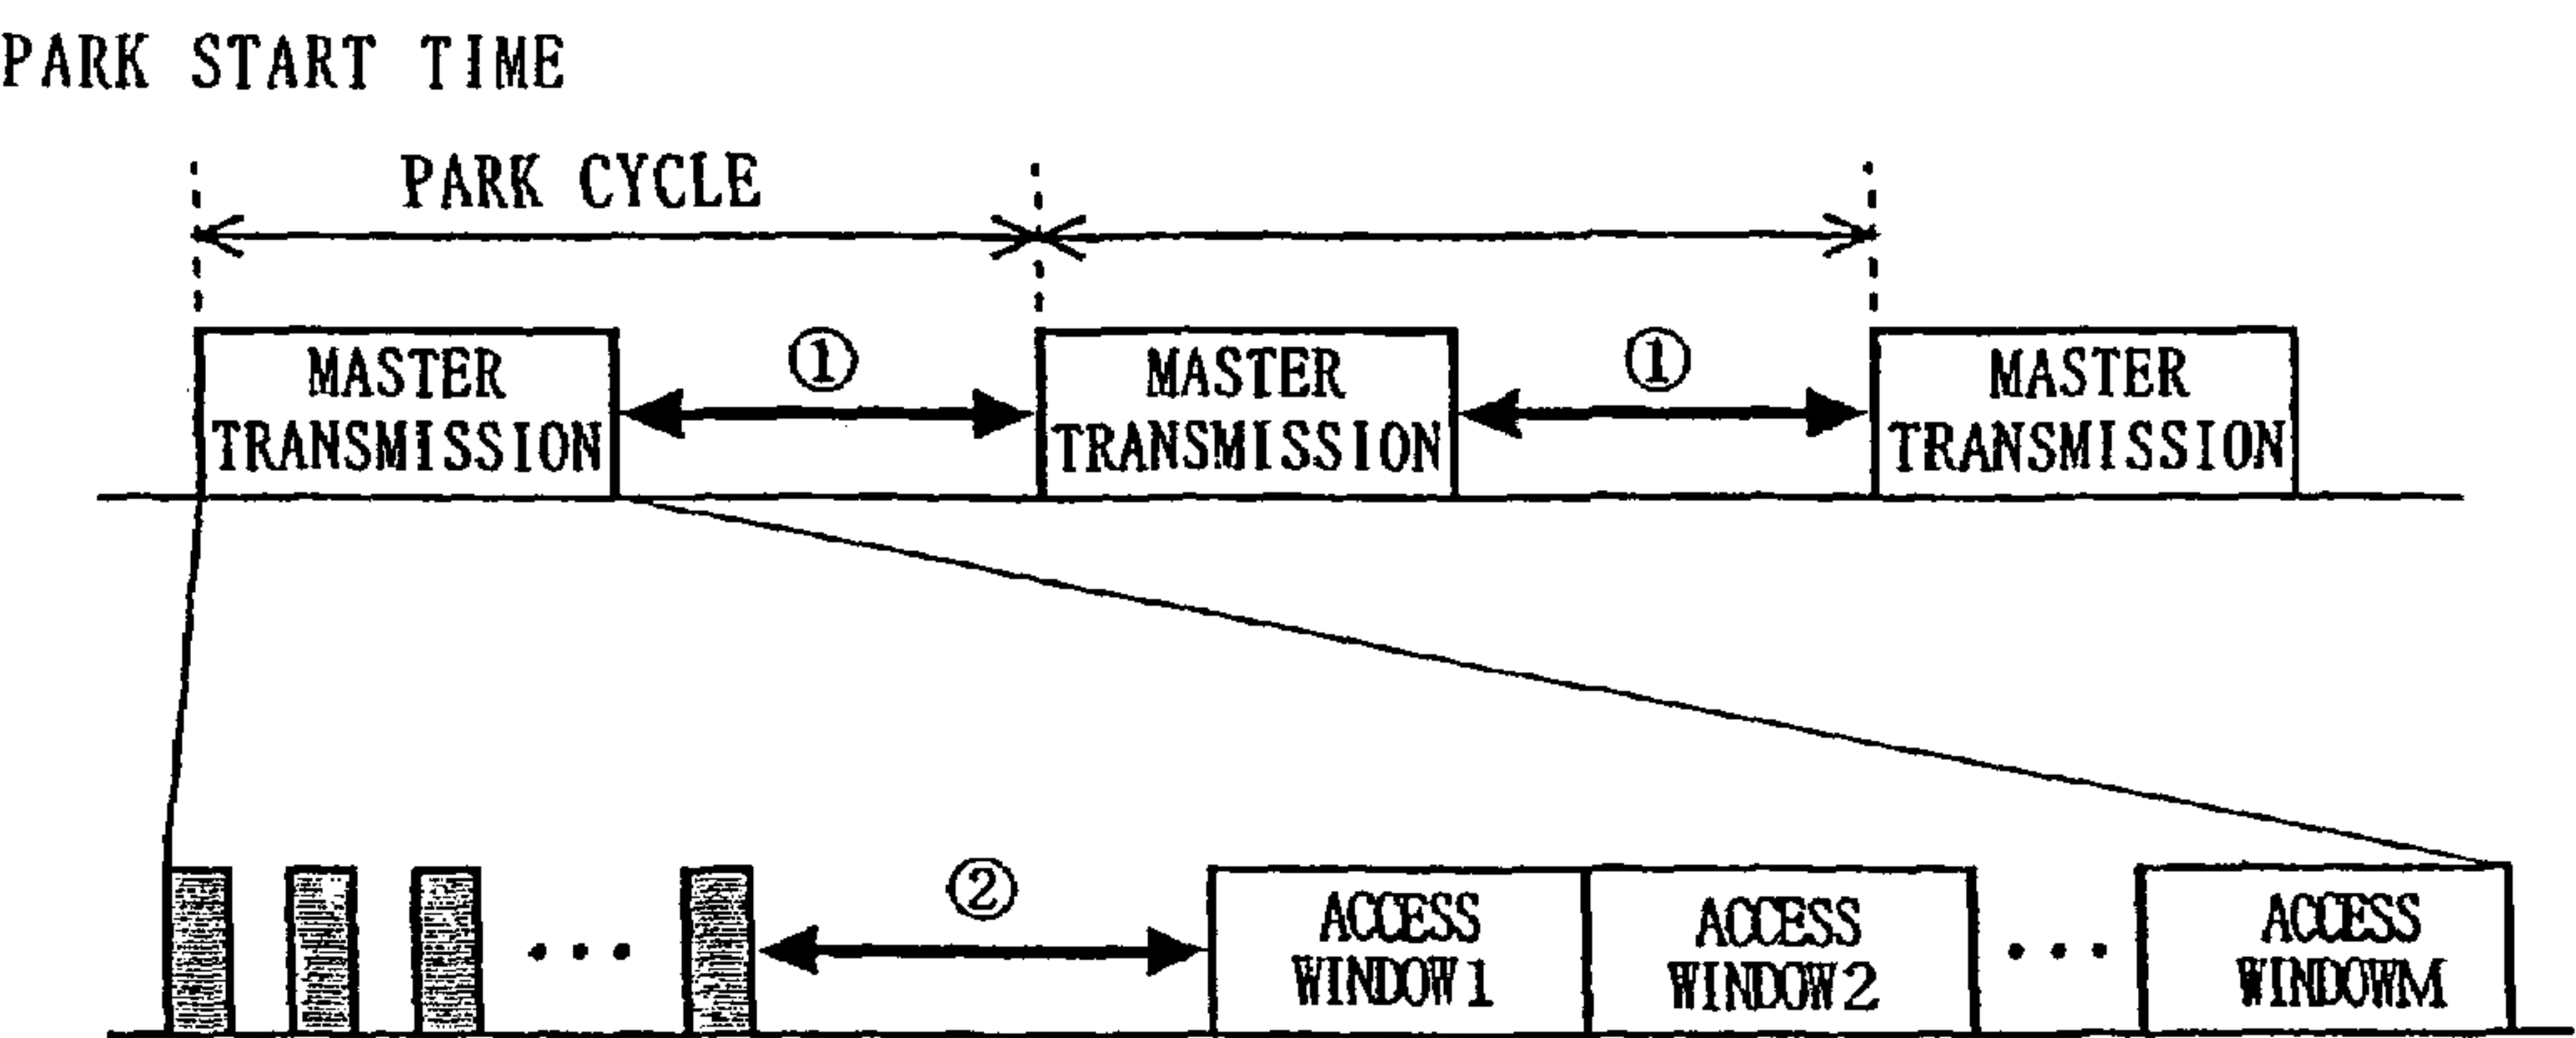 PARK START TIME
PARK CYCLE
① ①
MASTER MASTER MASTER
TRANSMISSION TRANSMISSION TRANSMISSION
②
ACCESS ACCESS ... ACCESS
WINDOW1 WINDOW2 WINDOWM
...